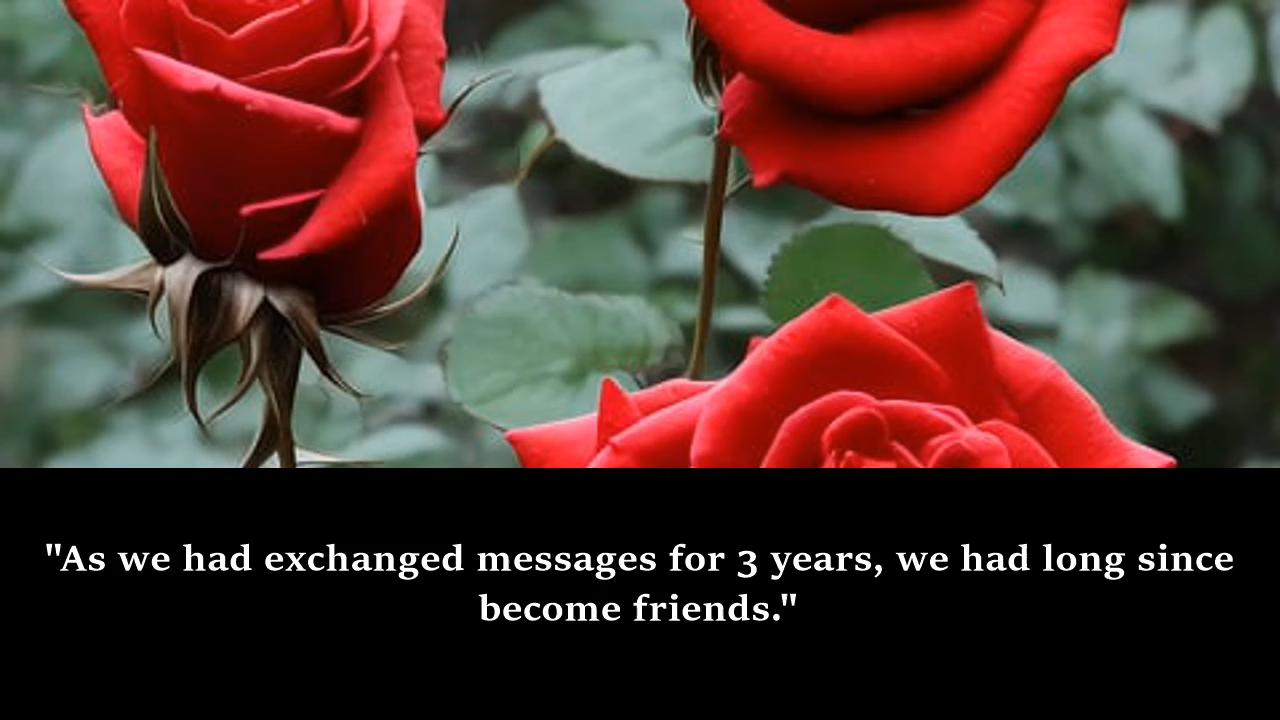 "As we had exchanged messages for 3 years, we had long since
become friends."